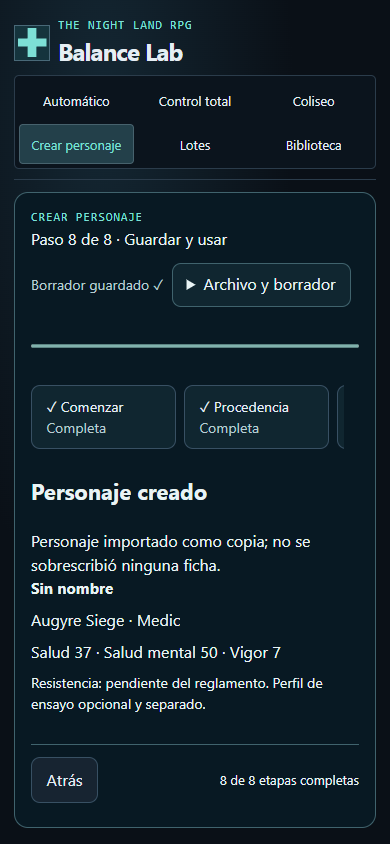 THE NIGHT LAND RPG
Balance Lab
Automático
Control total
Coliseo
Crear personaje
Lotes
Biblioteca
CREAR PERSONAJE
Paso 8 de 8 · Guardar y usar
Borrador guardado ✓
▶ Archivo y borrador
✓ Comenzar
Completa
✓ Procedencia
Completa
Personaje creado
Personaje importado como copia; no se
sobrescribió ninguna ficha.
Sin nombre
Augyre Siege · Medic
Salud 37 · Salud mental 50 · Vigor 7
Resistencia: pendiente del reglamento. Perfil de
ensayo opcional y separado.
Atrás
8 de 8 etapas completas